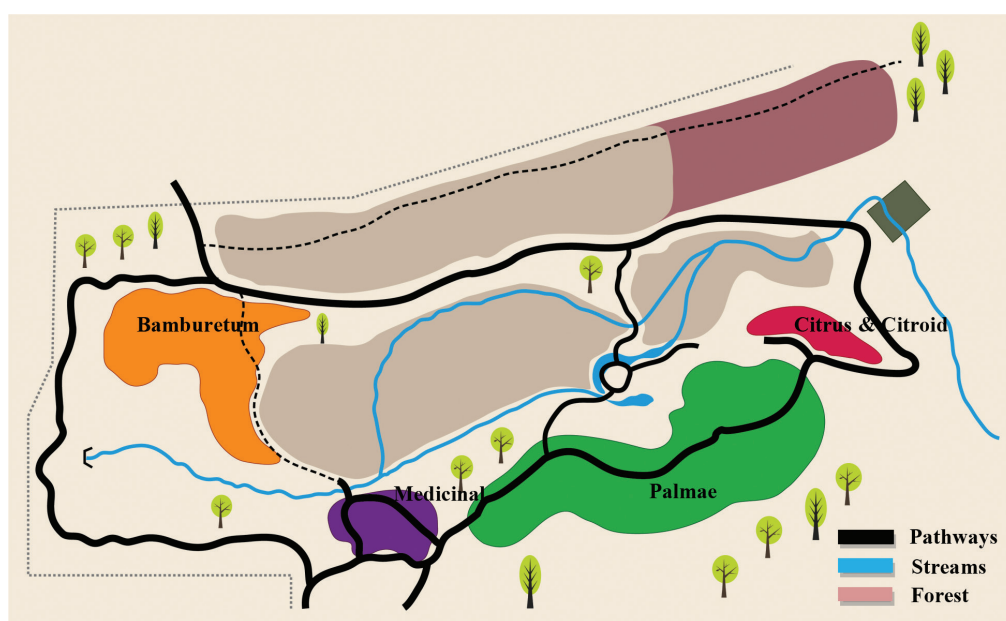 Bamburetum
Citrus & Citroid
Medicinal
Palmae
Pathways
Streams
Forest